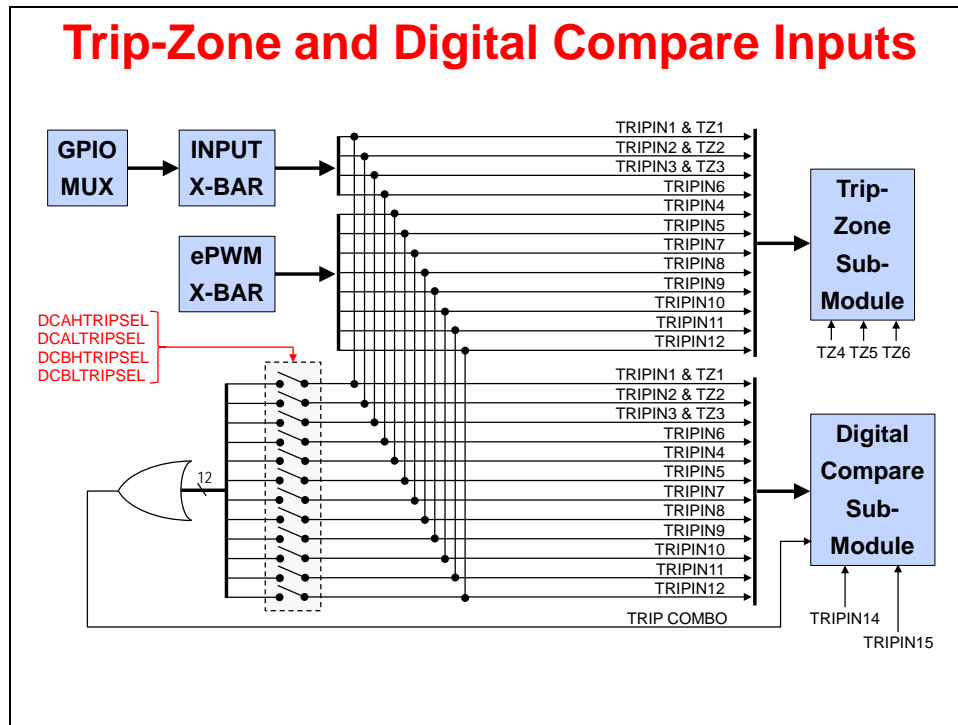 Trip-Zone and Digital Compare Inputs
GPIO
MUX
INPUT
X-BAR
ePWM
X-BAR
TRIPIN1 & TZ1
TRIPIN2 & TZ2
TRIPIN3 & TZ3
TRIPIN6
TRIPIN4
TRIPIN5
TRIPIN7
TRIPIN8
TRIPIN9
TRIPIN10
TRIPIN11
TRIPIN12
Trip-
Zone
Sub-
Module
TZ4 TZ5 TZ6
DCAHTRIPSEL
DCALTRIPSEL
DCBHTRIPSEL
DCBLTRIPSEL
12
TRIPIN1 & TZ1
TRIPIN2 & TZ2
TRIPIN3 & TZ3
TRIPIN6
TRIPIN4
TRIPIN5
TRIPIN7
TRIPIN8
TRIPIN9
TRIPIN10
TRIPIN11
TRIPIN12
TRIP COMBO
Digital
Compare
Sub-
Module
TRIPIN14
TRIPIN15